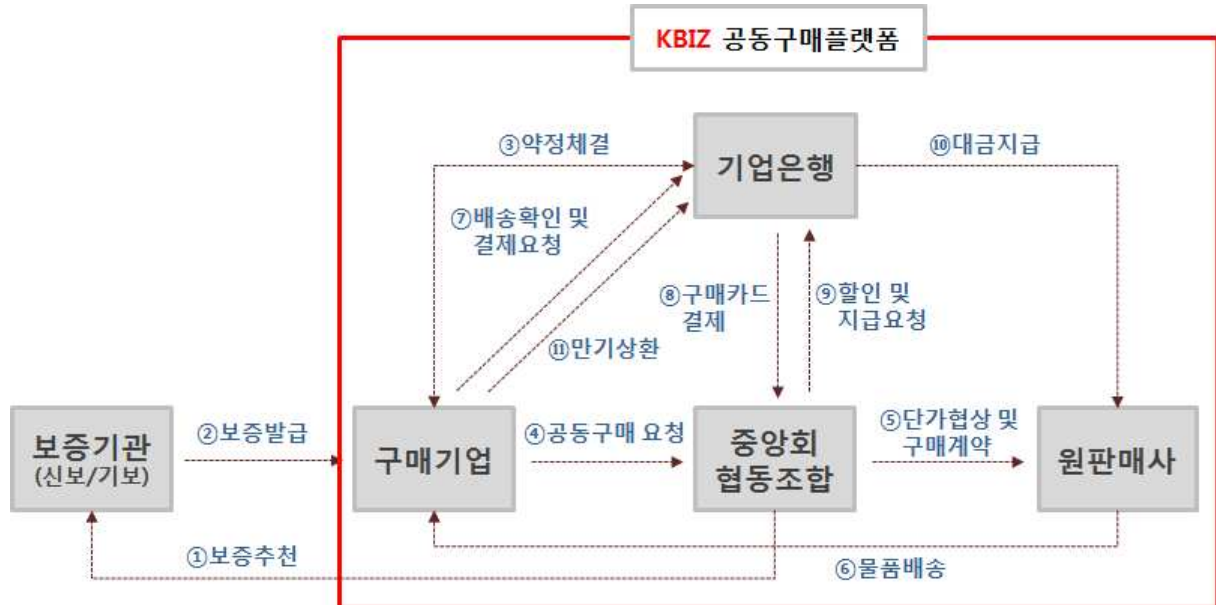 KBIZ 공동구매플랫폼
③약정체결
기업은행
⑩대금지급
⑦배송확인 및
결제요청
⑧구매카드
결제
⑨할인 및
지급요청
⑪만기상환
보증기관
(신보/기보)
②보증발급
구매기업
④공동구매 요청
중앙회
협동조합
⑤단가협상 및
구매계약
원판매사
①보증추천
⑥물품배송